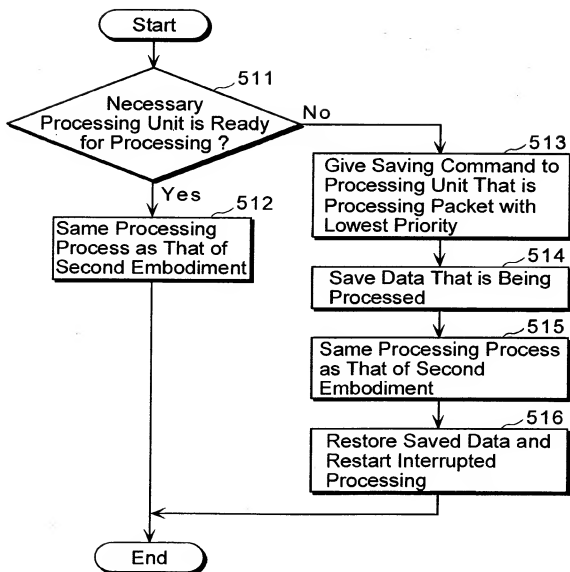 Start
511
Necessary
Processing Unit is Ready
for Processing ?
No
Yes
512
Same Processing
Process as That of
Second Embodiment
513
Give Saving Command to
Processing Unit That is
Processing Packet with
Lowest Priority
514
Save Data That is Being
Processed
515
Same Processing Process
as That of Second
Embodiment
516
Restore Saved Data and
Restart Interrupted
Processing
End